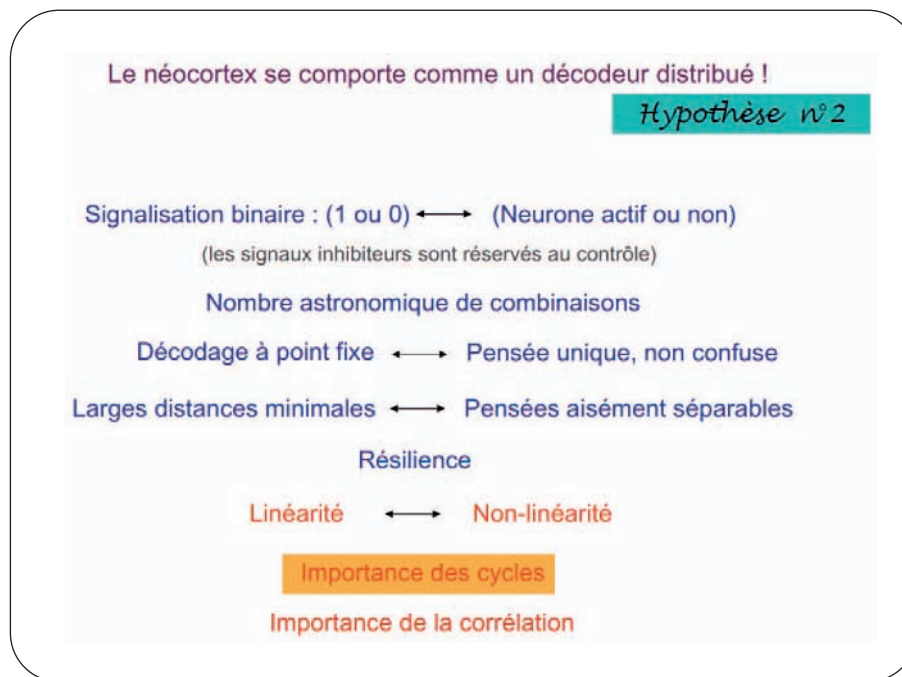 Le néocortex se comporte comme un décodeur distribué !
Hypothèse n°2
Signalisation binaire : (1 ou 0) ⟷ (Neurone actif ou non)
(les signaux inhibiteurs sont réservés au contrôle)
Nombre astronomique de combinaisons
Décodage à point fixe ⟷ Pensée unique, non confuse
Larges distances minimales ⟷ Pensées aisément séparables
Résilience
Linéarité ⟷ Non-linéarité
Importance des cycles
Importance de la corrélation